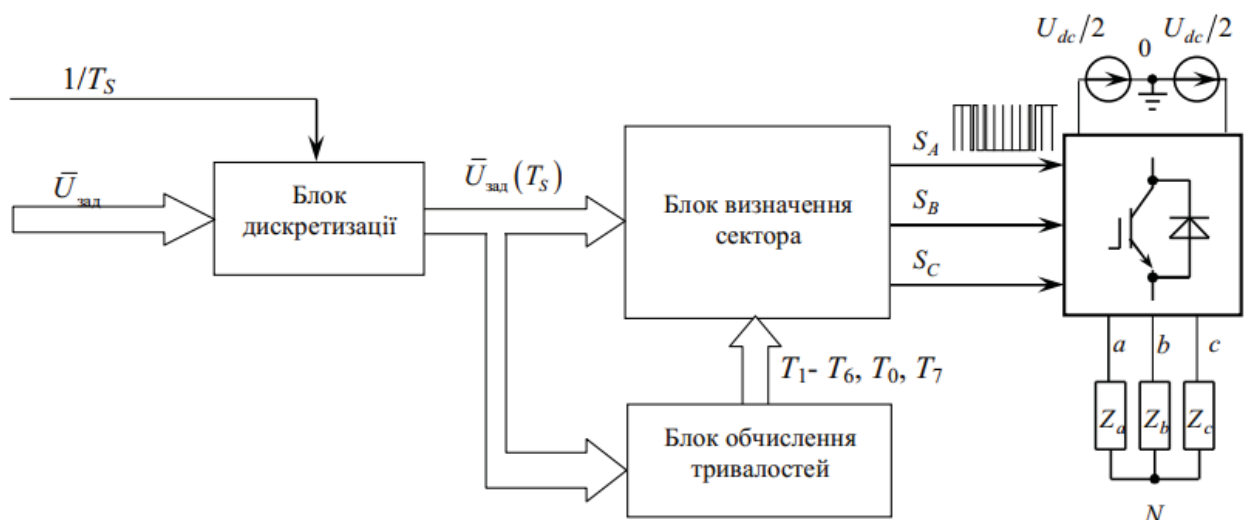 U_dc/2 0 U_dc/2
1/T_S
Ū_зад
Блок
дискретизації
Ū_зад(T_S)
Блок визначення
сектора
S_A
S_B
S_C
a b c
Z_a Z_b Z_c
N
T_1- T_6, T_0, T_7
Блок обчислення
тривалостей